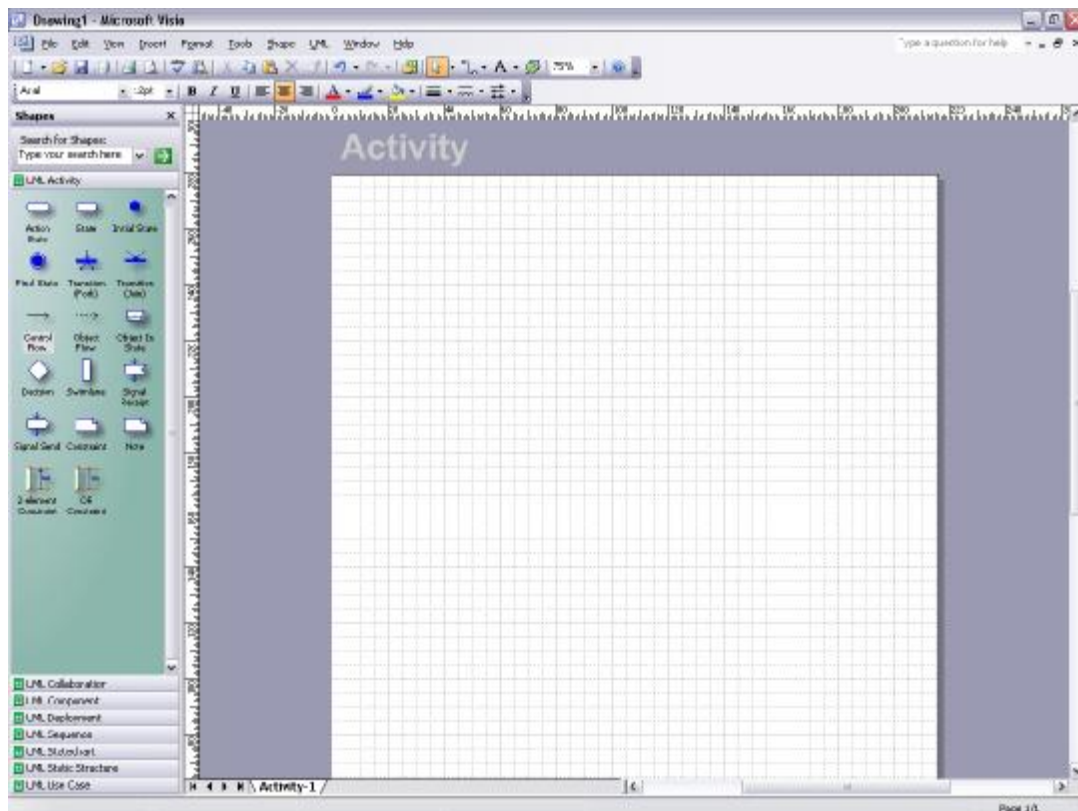 Drawing1 - Microsoft Visio
File Edit View Insert Format Tools Shape UML Window Help
Type a question for help
75%
Arial 12pt B I U
Shapes
Search for Shapes:
Type your search here
UML Activity
Action State
State
Initial State
Final State
Transition (Fork)
Transition (Join)
Control Flow
Object Flow
Object In State
Decision
Swimlane
Signal Receipt
Signal Send
Constraint
Note
2-element Constraint
OR Constraint
UML Collaboration
UML Component
UML Deployment
UML Sequence
UML Statechart
UML Static Structure
UML Use Case
Activity
Activity-1
Page 1/1